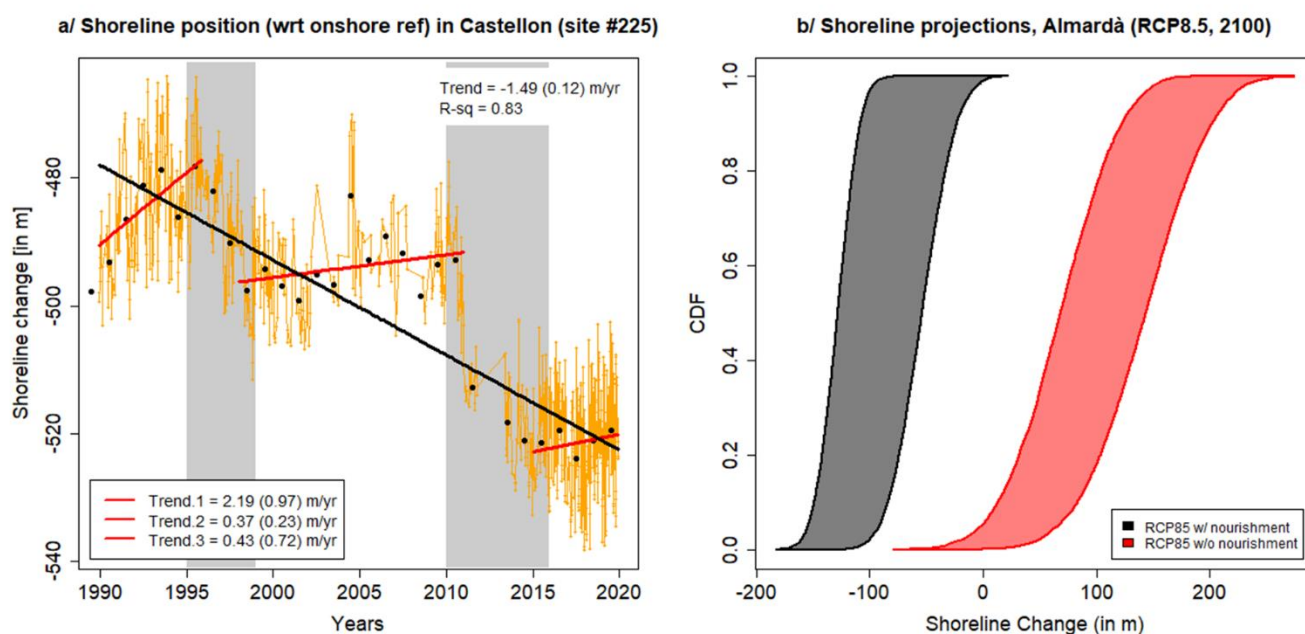 a/ Shoreline position (wrt onshore ref) in Castellon (site #225)
Trend = -1.49 (0.12) m/yr
R-sq = 0.83
Shoreline change [in m]
-480
-500
-520
-540
Trend.1 = 2.19 (0.97) m/yr
Trend.2 = 0.37 (0.23) m/yr
Trend.3 = 0.43 (0.72) m/yr
1990 1995 2000 2005 2010 2015 2020
Years
b/ Shoreline projections, Almardà (RCP8.5, 2100)
CDF
1.0
0.8
0.6
0.4
0.2
0.0
RCP85 w/ nourishment
RCP85 w/o nourishment
-200 -100 0 100 200
Shoreline Change (in m)